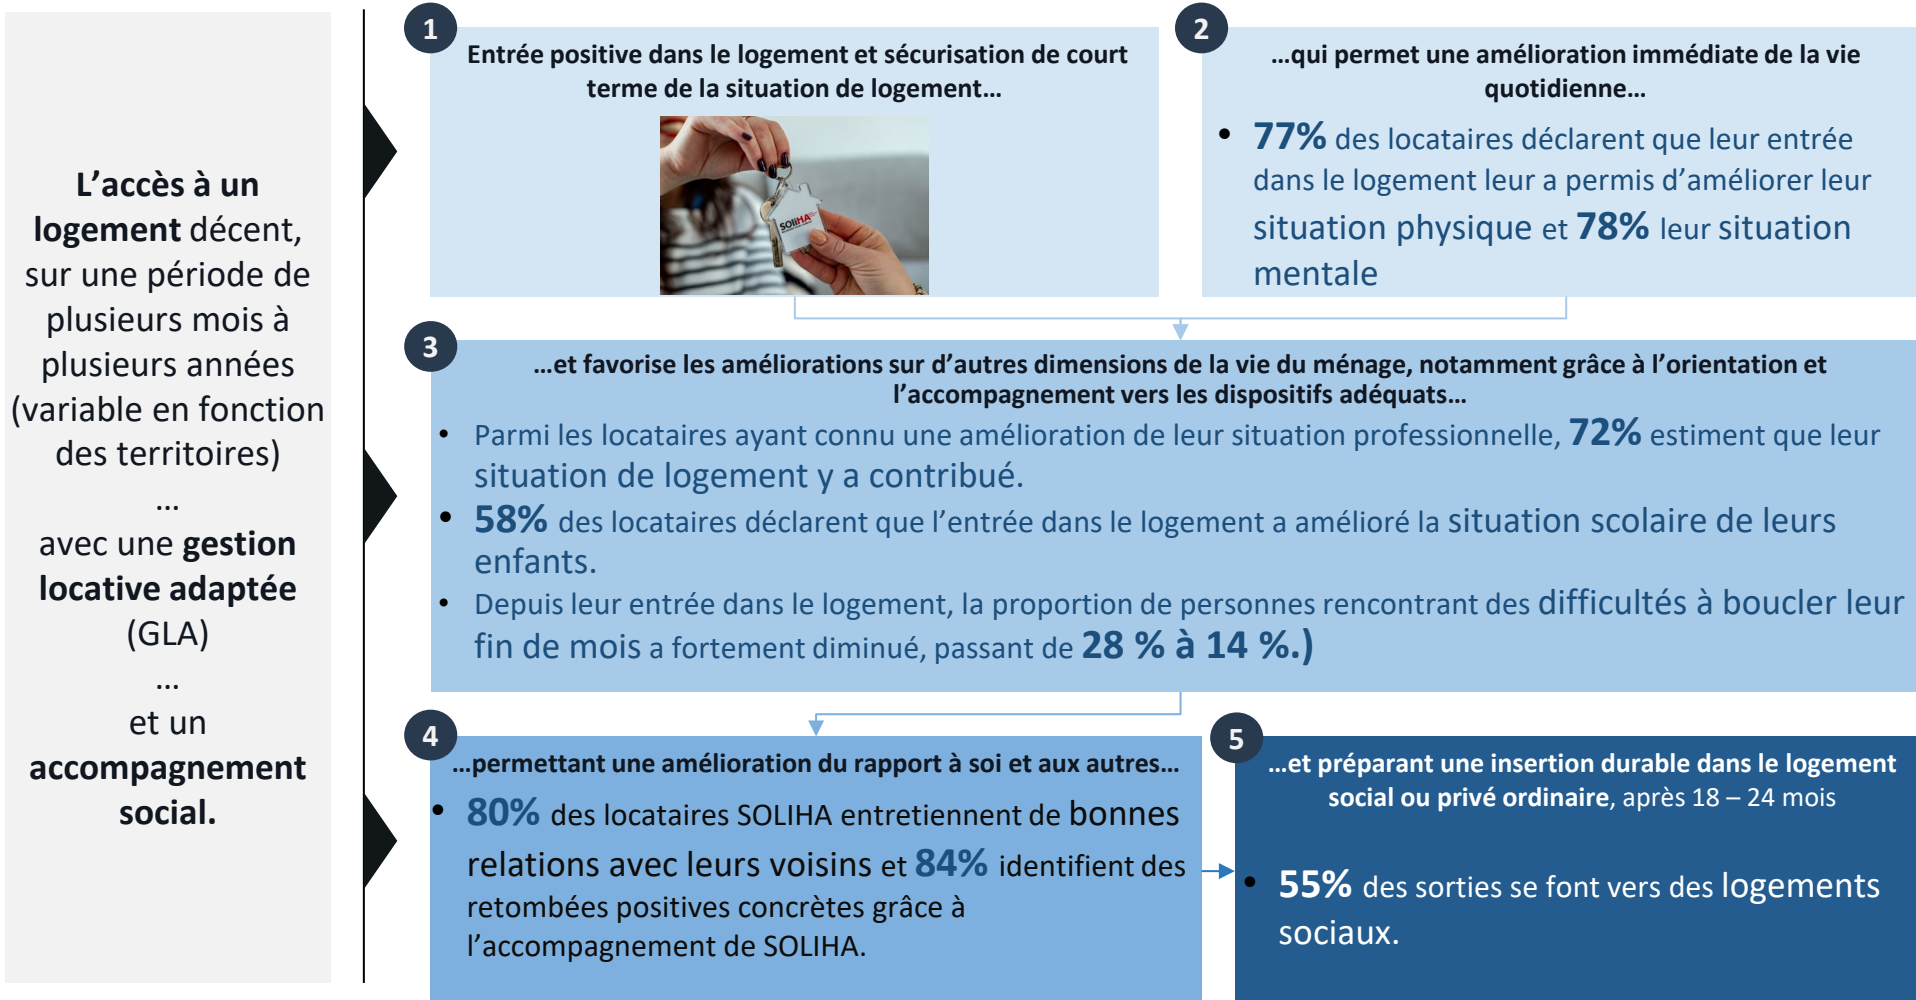 L’accès à un
logement décent,
sur une période de
plusieurs mois à
plusieurs années
(variable en fonction
des territoires)
…
avec une gestion
locative adaptée
(GLA)
…
et un
accompagnement
social.
1
Entrée positive dans le logement et sécurisation de court
terme de la situation de logement…
SOLIHA
2
…qui permet une amélioration immédiate de la vie
quotidienne…
• 77% des locataires déclarent que leur entrée
dans le logement leur a permis d’améliorer leur
situation physique et 78% leur situation
mentale
3
…et favorise les améliorations sur d’autres dimensions de la vie du ménage, notamment grâce à l’orientation et
l’accompagnement vers les dispositifs adéquats…
• Parmi les locataires ayant connu une amélioration de leur situation professionnelle, 72% estiment que leur
situation de logement y a contribué.
• 58% des locataires déclarent que l’entrée dans le logement a amélioré la situation scolaire de leurs
enfants.
• Depuis leur entrée dans le logement, la proportion de personnes rencontrant des difficultés à boucler leur
fin de mois a fortement diminué, passant de 28 % à 14 %.)
4
…permettant une amélioration du rapport à soi et aux autres…
• 80% des locataires SOLIHA entretiennent de bonnes
relations avec leurs voisins et 84% identifient des
retombées positives concrètes grâce à
l’accompagnement de SOLIHA.
5
…et préparant une insertion durable dans le logement
social ou privé ordinaire, après 18 – 24 mois
• 55% des sorties se font vers des logements
sociaux.